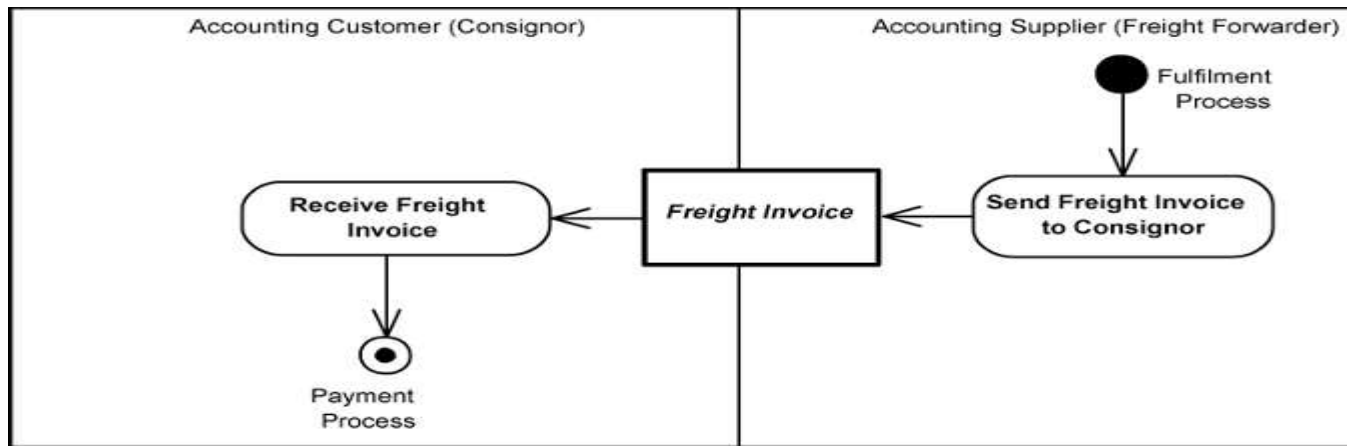 Accounting Customer (Consignor)
Accounting Supplier (Freight Forwarder)
Fulfilment
Process
Receive Freight
Invoice
Freight Invoice
Send Freight Invoice
to Consignor
Payment
Process